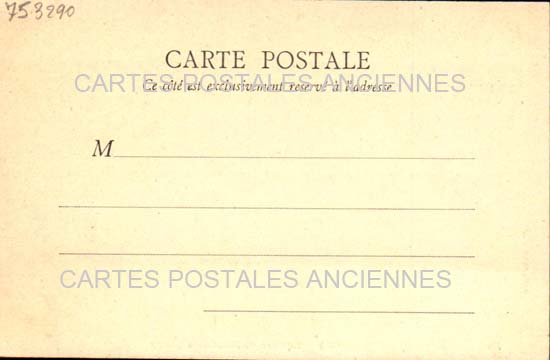 753290
CARTE POSTALE
CARTES POSTALES ANCIENNES
Ce côté est exclusivement réservé à l'adresse
M
CARTES POSTALES ANCIENNES